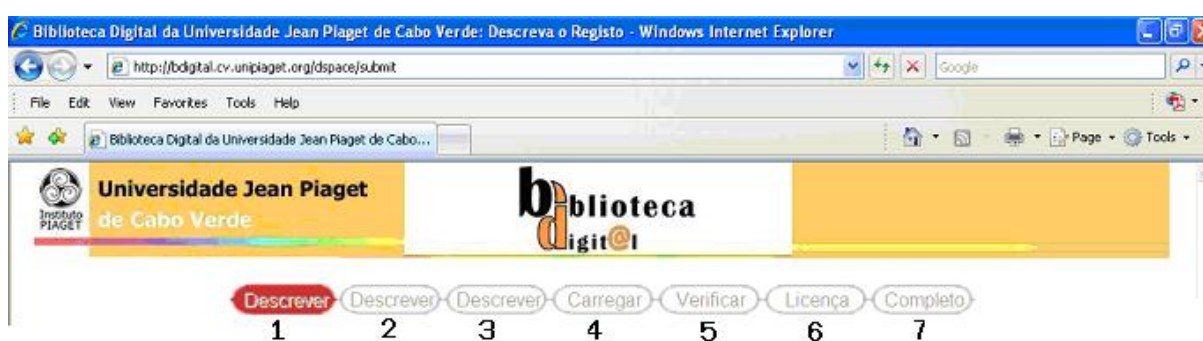 Biblioteca Digital da Universidade Jean Piaget de Cabo Verde: Descreva o Registo - Windows Internet Explorer
http://bdigital.cv.unipiaget.org/dspace/submit
Google
File Edit View Favorites Tools Help
Biblioteca Digital da Universidade Jean Piaget de Cabo...
Page Tools
Instituto PIAGET
Universidade Jean Piaget
de Cabo Verde
biblioteca
digit@l
Descrever Descrever Descrever Carregar Verificar Licença Completo
1 2 3 4 5 6 7